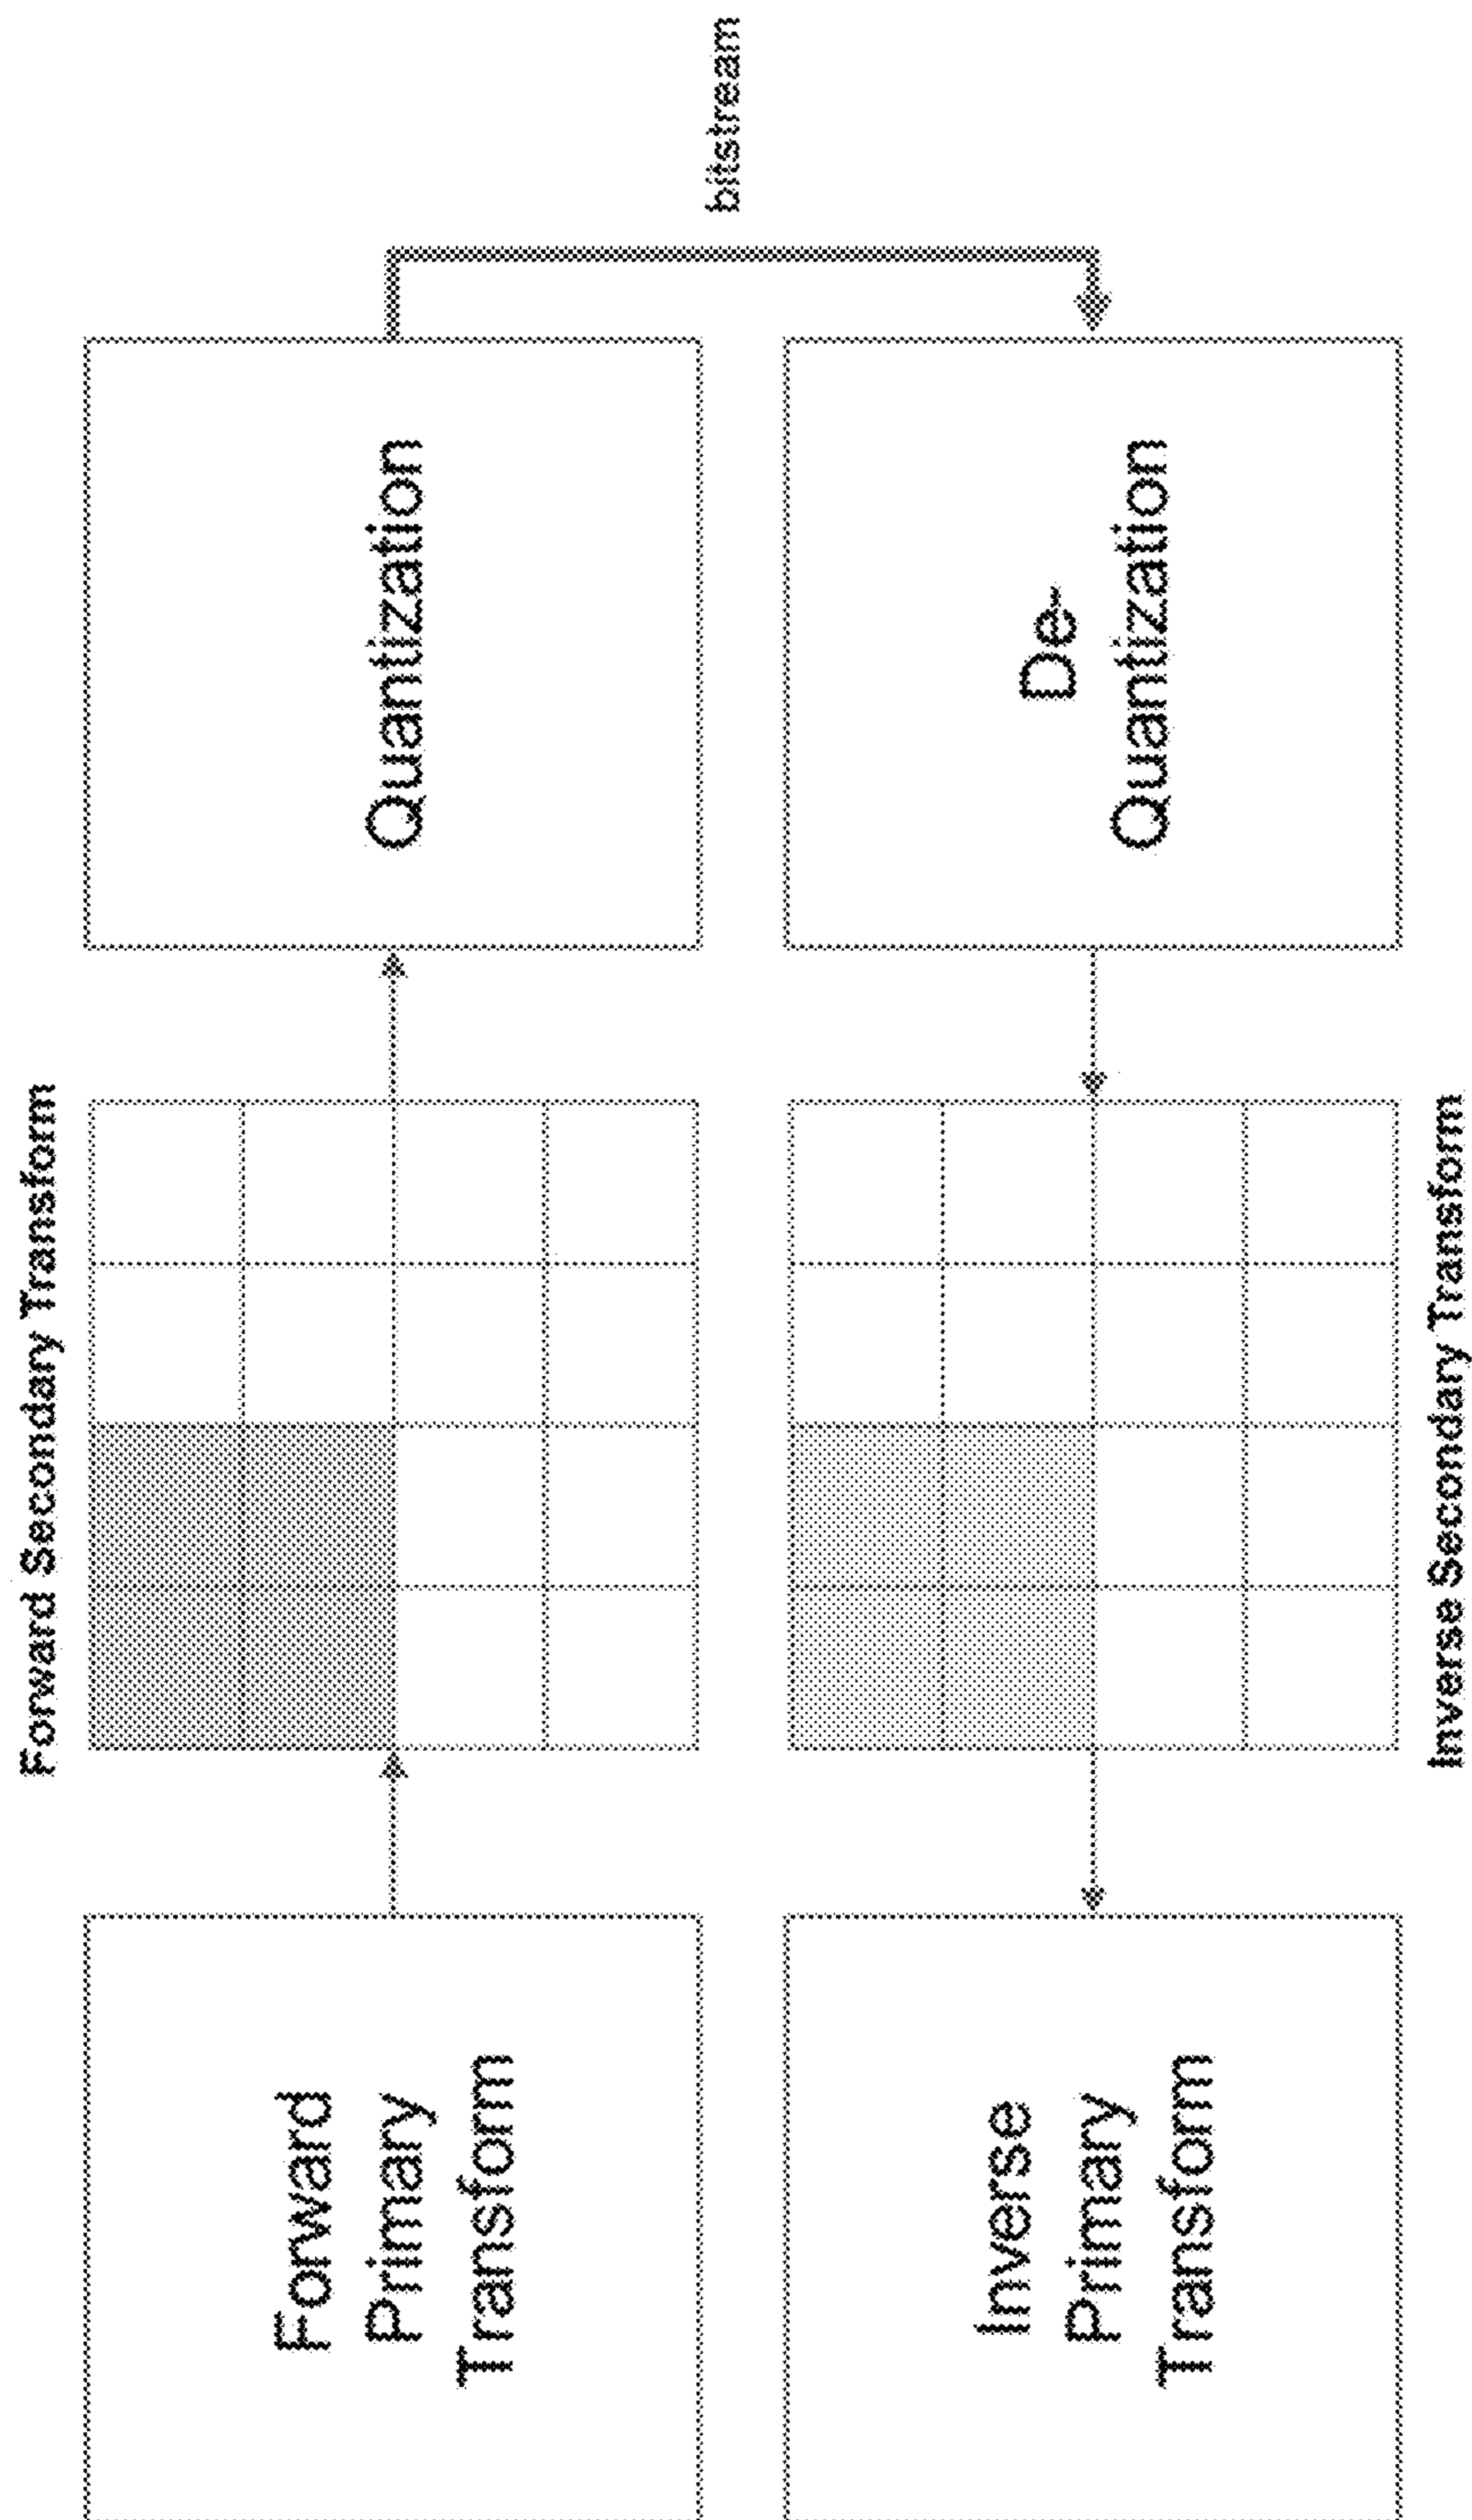 Forward Secondary Transform
Forward
Primary
Transform
Quantization
bitstream
Inverse
Primary
Transform
De-
Quantization
Inverse Secondary Transform